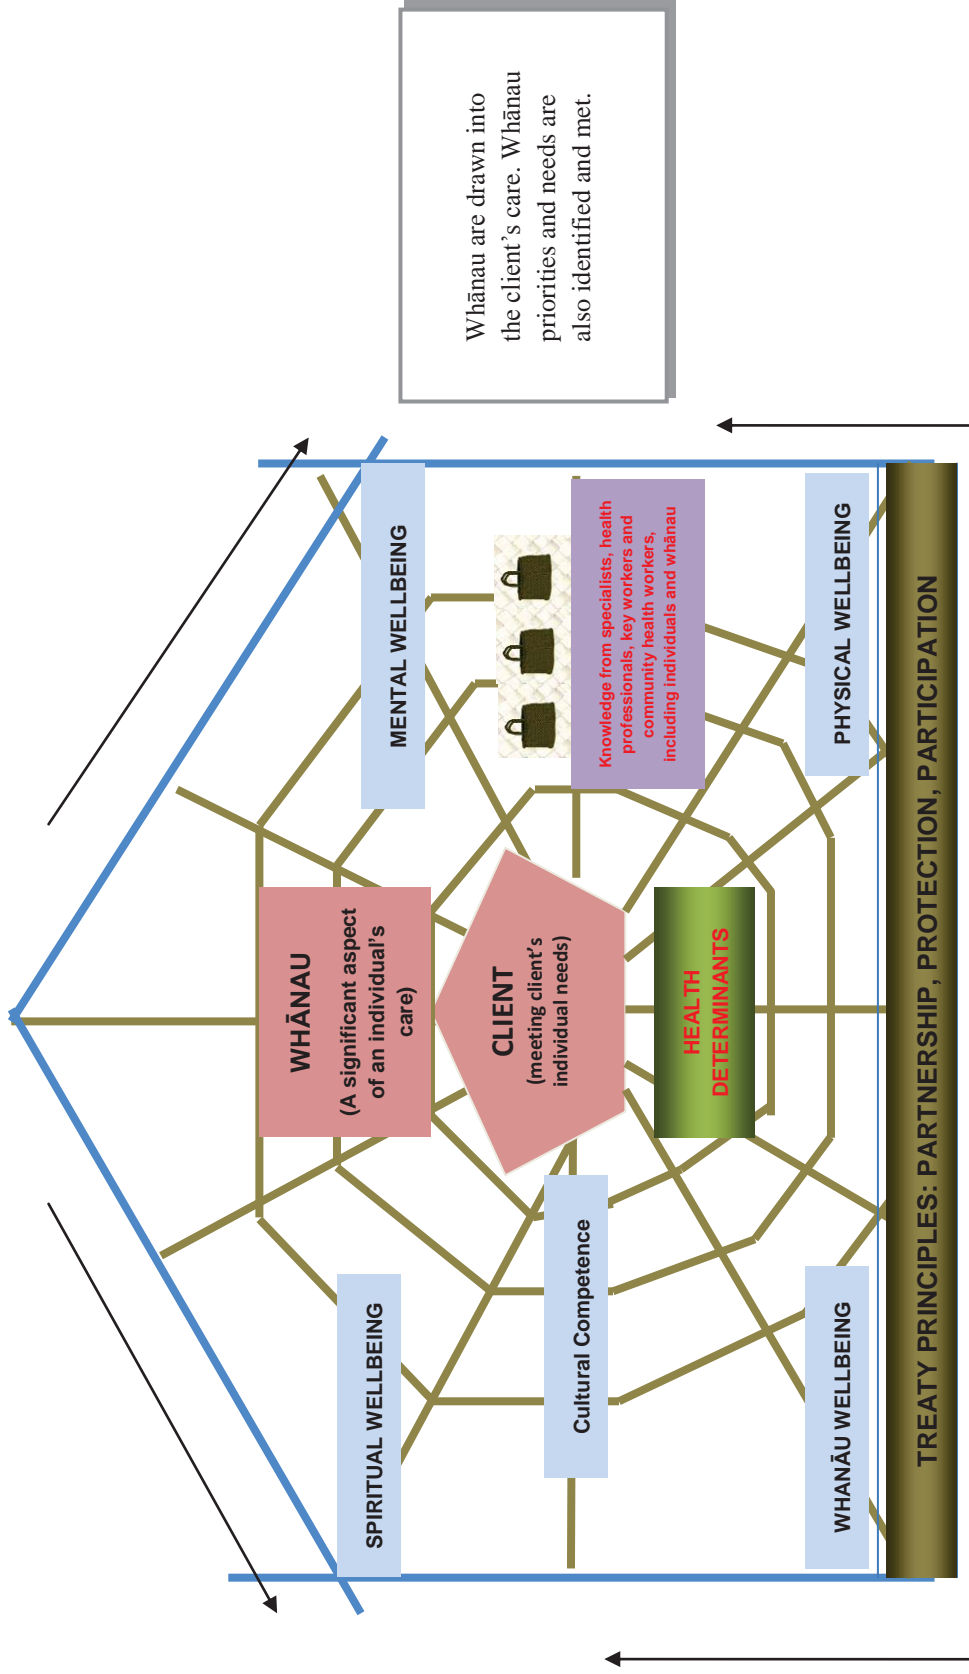 WHĀNAU
(A significant aspect
of an individual's
care)
SPIRITUAL WELLBEING
MENTAL WELLBEING
Whānau are drawn into
the client's care. Whānau
priorities and needs are
also identified and met.
CLIENT
(meeting client's
individual needs)
Cultural Competence
Knowledge from specialists, health
professionals, key workers and
community health workers,
including individuals and whānau
HEALTH
DETERMINANTS
WHANĀU WELLBEING
PHYSICAL WELLBEING
TREATY PRINCIPLES: PARTNERSHIP, PROTECTION, PARTICIPATION